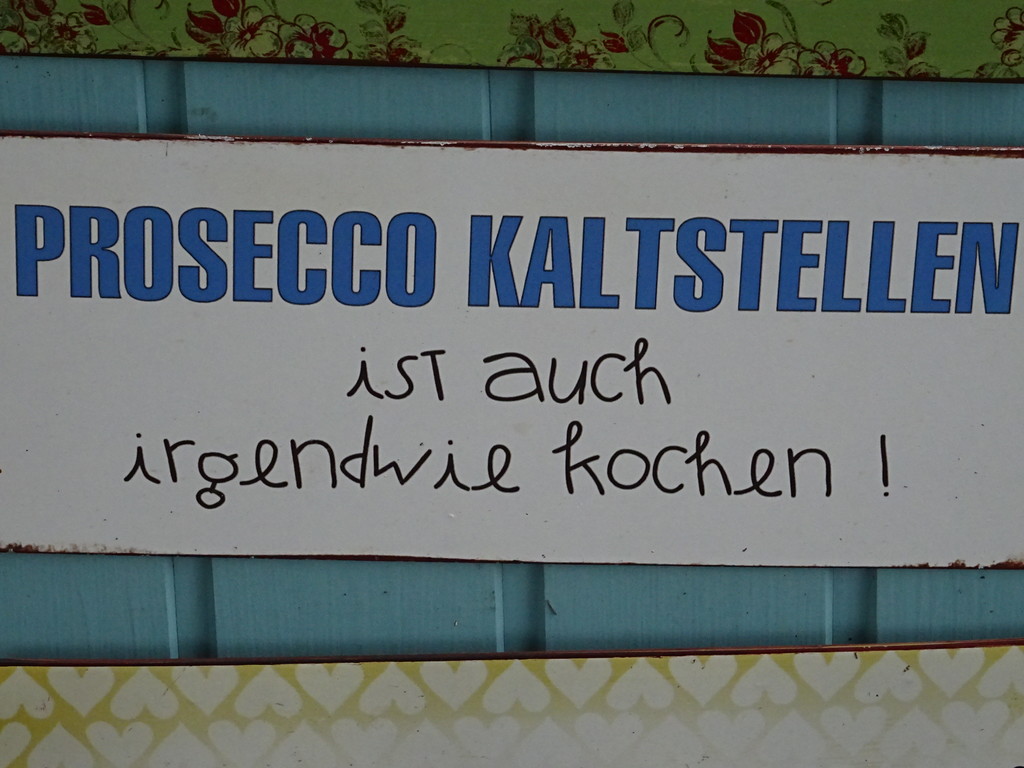 PROSECCO KALTSTELLEN
ist auch
irgendwie kochen !